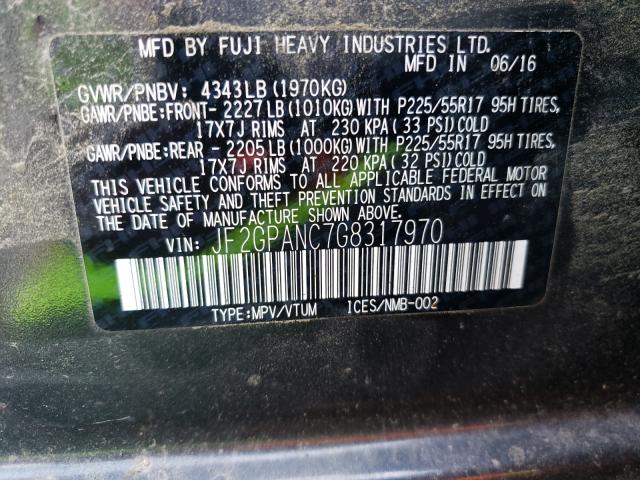 MFD BY FUJI HEAVY INDUSTRIES LTD.
MFD IN 06/16
GVWR/PNBV: 4343LB (1970KG)
GAWR/PNBE:FRONT- 2227LB(1010KG)WITH P225/55R17 95H TIRES,
17X7J RIMS AT 230 KPA (33 PSI)COLD
GAWR/PNBE:REAR - 2205LB(1000KG)WITH P225/55R17 95H TIRES,
17X7J RIMS AT 220 KPA (32 PSI)COLD
THIS VEHICLE CONFORMS TO ALL APPLICABLE FEDERAL MOTOR
VEHICLE SAFETY AND THEFT PREVENTION STANDARDS IN EFFECT ON
THE DATE OF MANUFACTURE SHOWN ABOVE.
VIN: JF2GPANC7G8317970
TYPE:MPV/VTUM ICES/NMB-002